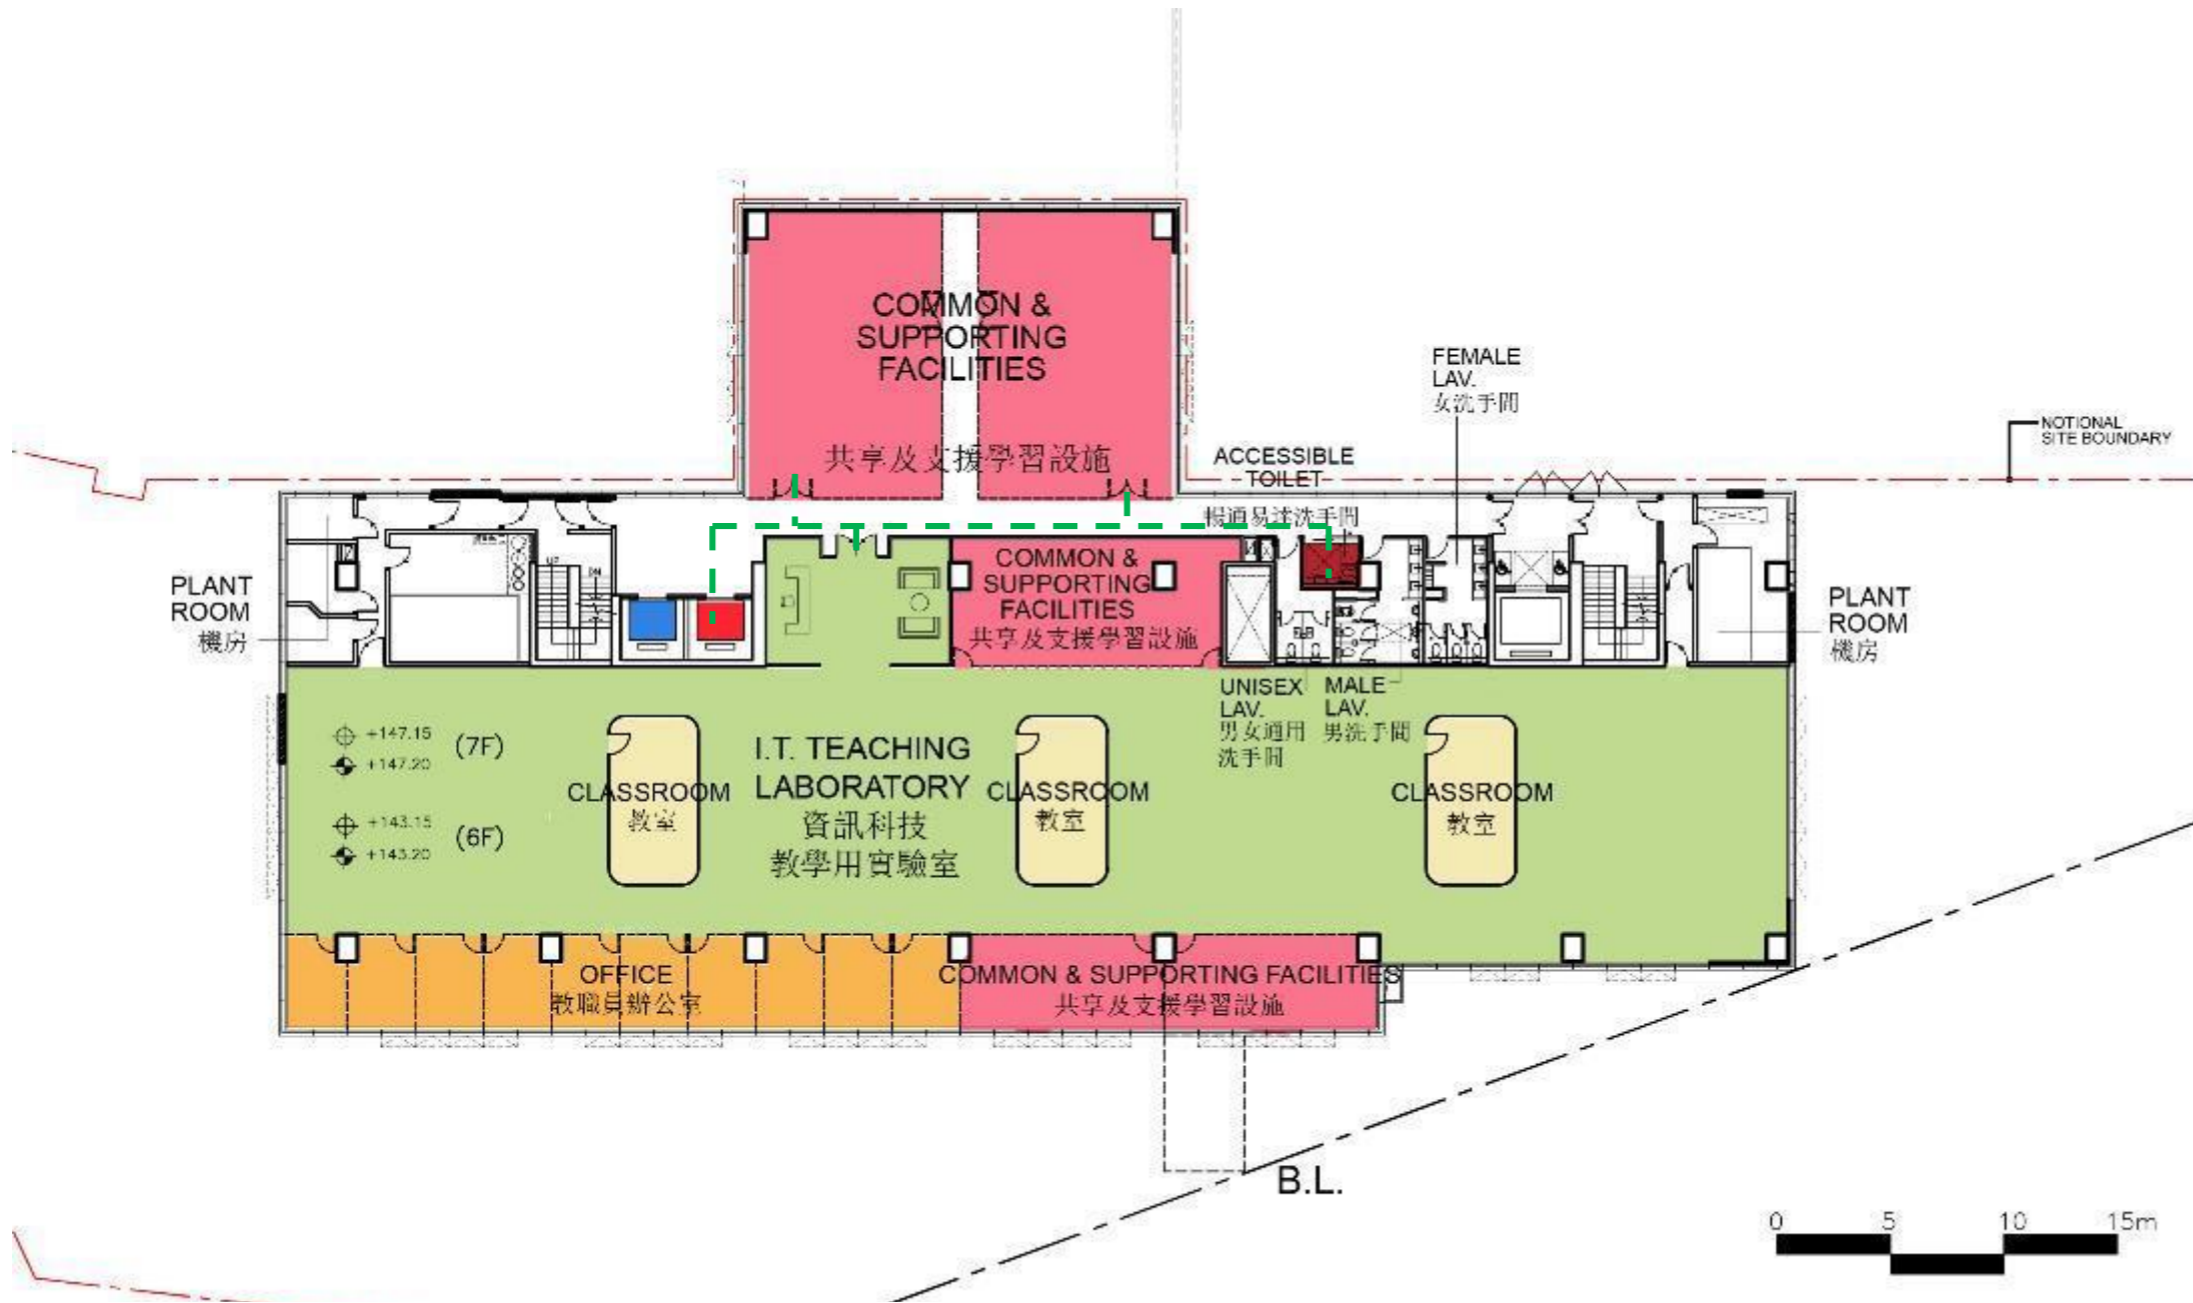 COMMON &
SUPPORTING
FACILITIES
共享及支援學習設施
FEMALE
LAV.
女洗手間
NOTIONAL
SITE BOUNDARY
ACCESSIBLE
TOILET
暢通易達洗手間
PLANT
ROOM
機房
COMMON &
SUPPORTING
FACILITIES
共享及支援學習設施
PLANT
ROOM
機房
UP
DN
UNISEX
LAV.
男女通用
洗手間
MALE
LAV.
男洗手間
+147.15
(7F)
+147.20
+143.15
(6F)
+143.20
CLASSROOM
教室
I.T. TEACHING
LABORATORY
資訊科技
教學用實驗室
CLASSROOM
教室
CLASSROOM
教室
OFFICE
教職員辦公室
COMMON & SUPPORTING FACILITIES
共享及支援學習設施
B.L.
0 5 10 15m